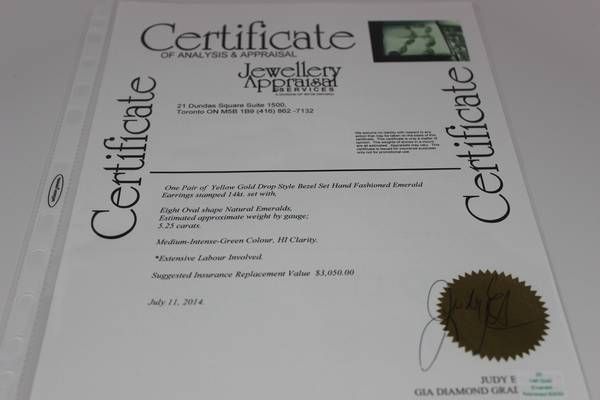 Certificate
OF ANALYSIS & APPRAISAL
Jewellery
Appraisal
SERVICES
21 Dundas Square Suite 1500,
Toronto ON M5B 1B9 (416) 862 -7132
Certificate
Certificate
One Pair of Yellow Gold Drop Style Bezel Set Hand Fashioned Emerald
Earrings stamped 14kt. set with,
Eight Oval shape Natural Emeralds,
Estimated approximate weight by gauge;
5.25 carats.
Medium-Intense-Green Colour, HI Clarity.
*Extensive Labour Involved.
Suggested Insurance Replacement Value $3,050.00
July 11, 2014.
JUDY E
GIA DIAMOND GRA